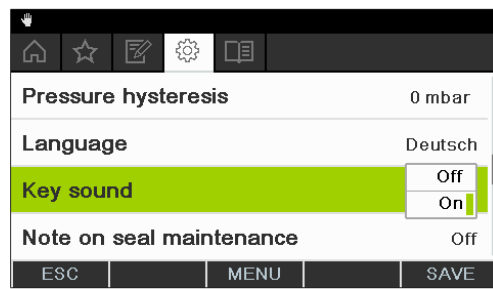 Pressure hysteresis 0 mbar
Language Deutsch
Key sound Off
On
Note on seal maintenance Off
ESC MENU SAVE